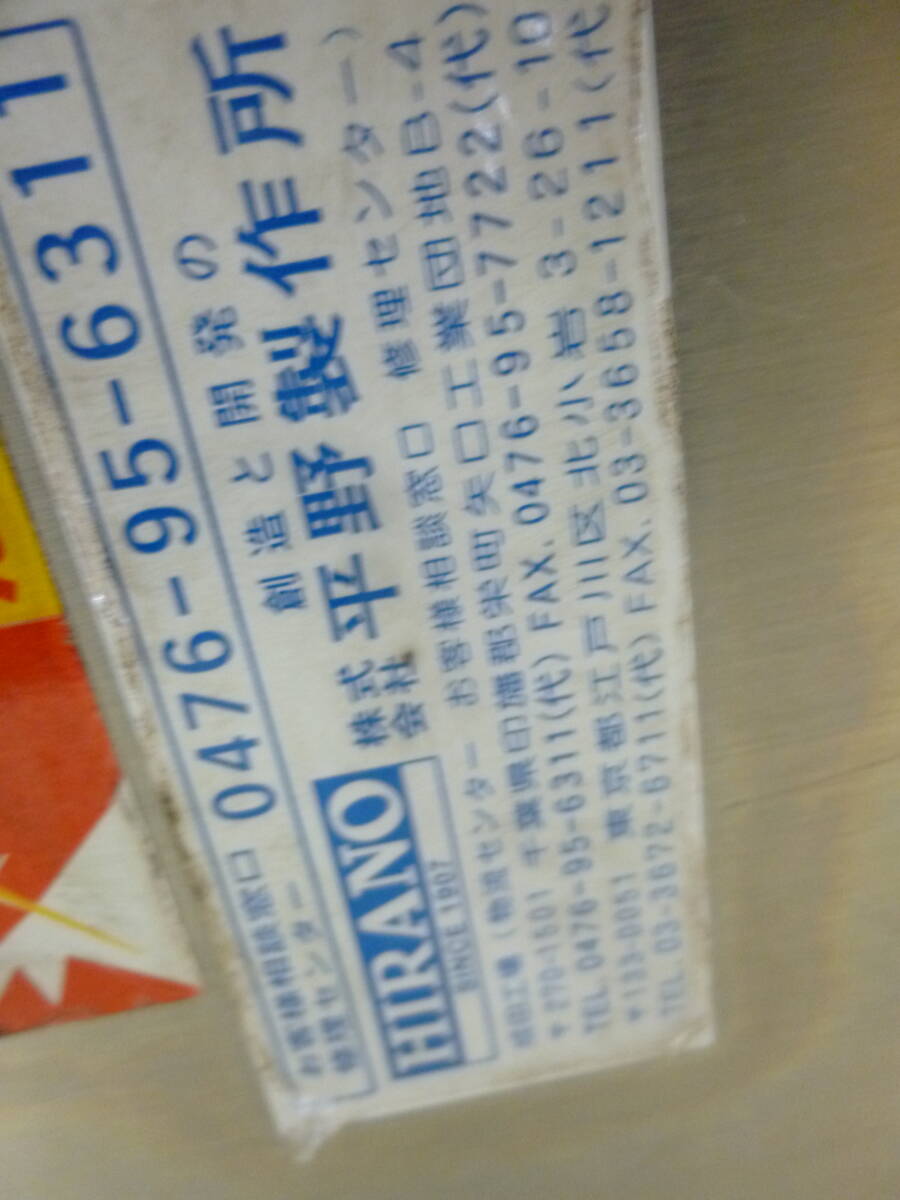 お客様相談窓口
修理センター
0476-95-6311
創造と開発の
HIRANO
SINCE 1907
株式
会社
平野製作所
成田工場 (物流センター お客様相談窓口 修理センター)
〒270-1501 千葉県印旛郡栄町矢口工業団地B-4
TEL. 0476-95-6311(代) FAX. 0476-95-7722(代)
〒133-0051 東京都江戸川区北小岩 3-26-10
TEL. 03-3672-6711(代) FAX. 03-3658-1211(代